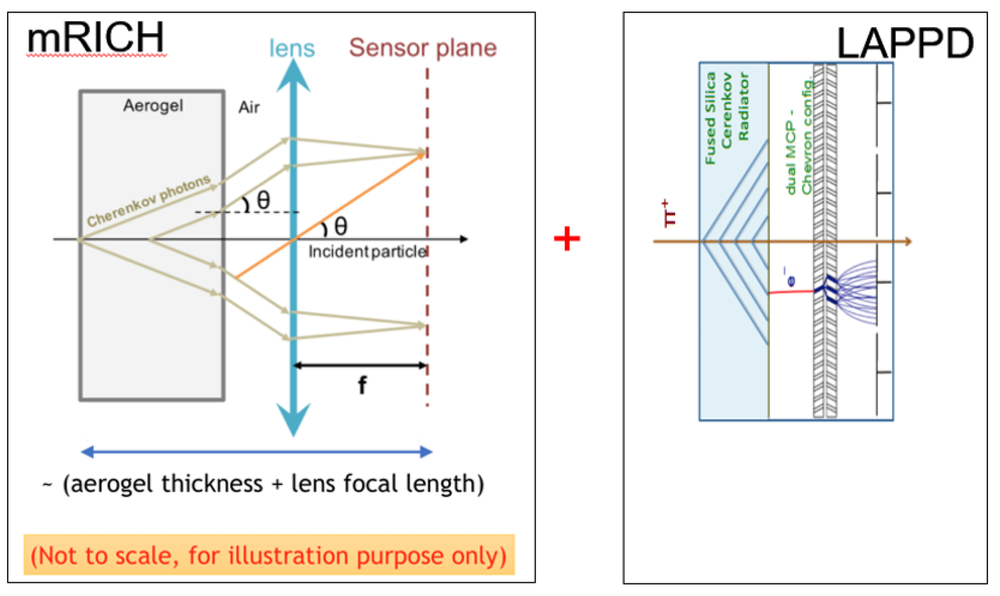 mRICH
lens
Sensor plane
Aerogel
Air
Cherenkov photons
θ
θ
Incident particle
f
~ (aerogel thickness + lens focal length)
(Not to scale, for illustration purpose only)
+
LAPPD
Fused Silica
Cerenkov
Radiator
dual MCP -
Chevron config.
π+
e−